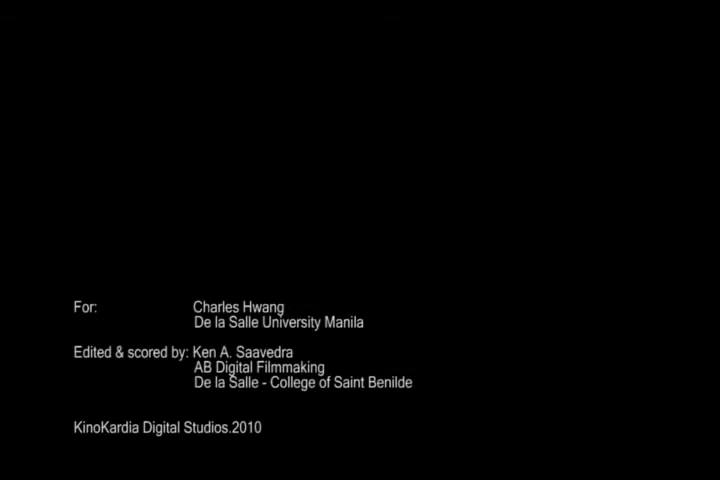 For: Charles Hwang
De la Salle University Manila
Edited & scored by: Ken A. Saavedra
AB Digital Filmmaking
De la Salle - College of Saint Benilde
KinoKardia Digital Studios.2010